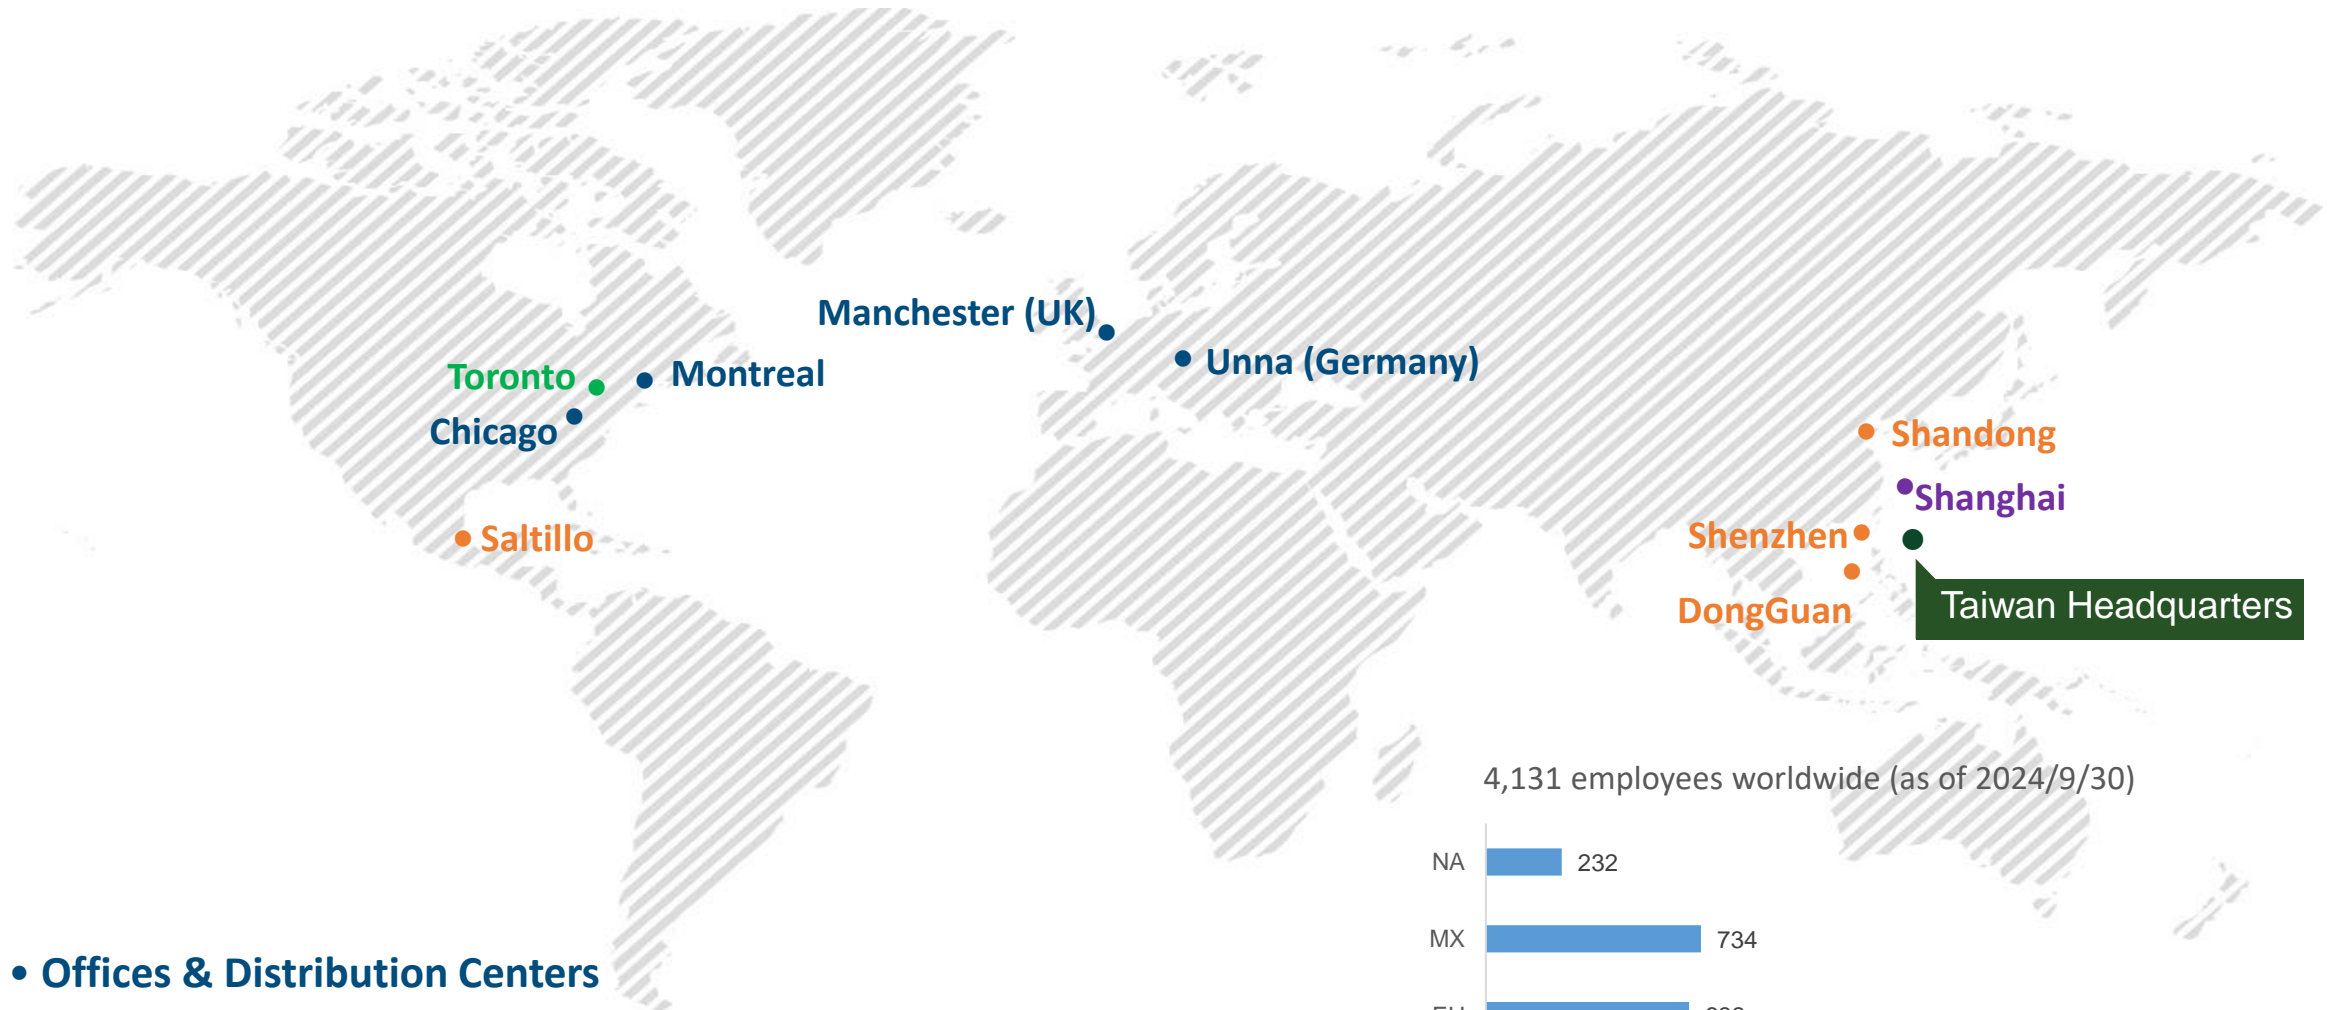 Manchester (UK)
Unna (Germany)
Toronto
Montreal
Chicago
Shandong
Shanghai
Saltillo
Shenzhen
DongGuan
Taiwan Headquarters
4,131 employees worldwide (as of 2024/9/30)
NA 232
MX 734
• Offices & Distribution Centers